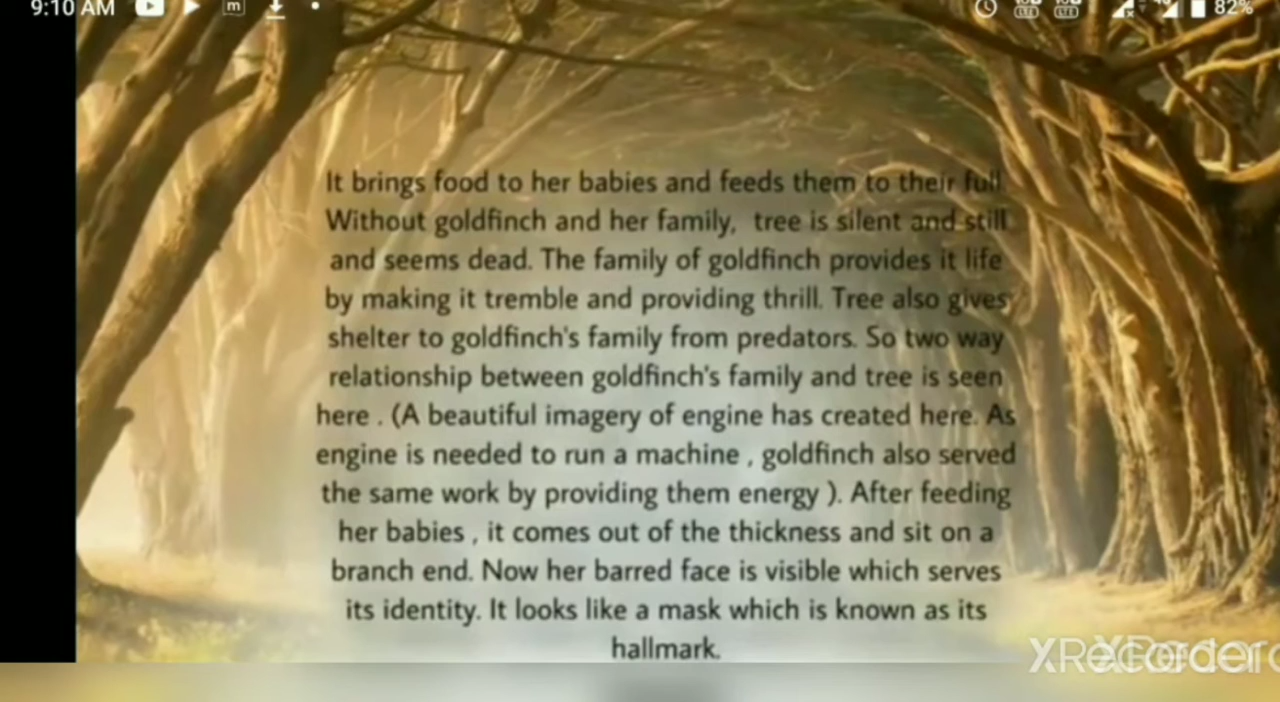 9:10 AM
82%
It brings food to her babies and feeds them to their full.
Without goldfinch and her family, tree is silent and still
and seems dead. The family of goldfinch provides it life
by making it tremble and providing thrill. Tree also gives
shelter to goldfinch's family from predators. So two way
relationship between goldfinch's family and tree is seen
here . (A beautiful imagery of engine has created here. As
engine is needed to run a machine , goldfinch also served
the same work by providing them energy ). After feeding
her babies , it comes out of the thickness and sit on a
branch end. Now her barred face is visible which serves
its identity. It looks like a mask which is known as its
hallmark.